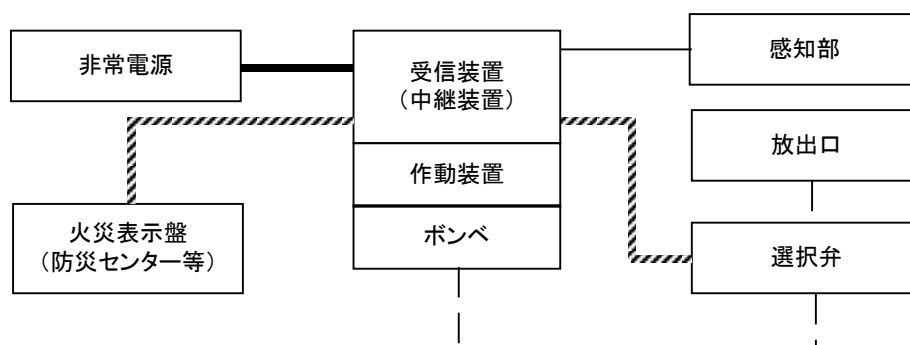 非常電源
受信装置
（中継装置）
感知部
放出口
作動装置
火災表示盤
（防災センター等）
ボンベ
選択弁